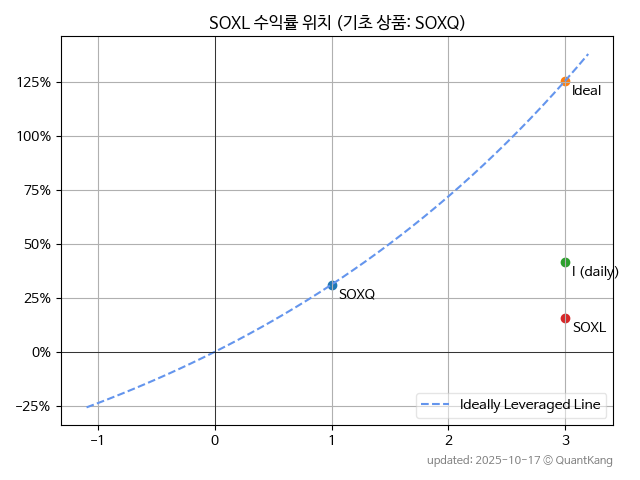 SOXL 수익률 위치 (기초 상품: SOXQ)
125%
100%
75%
50%
25%
0%
−25%
Ideal
I (daily)
SOXQ
SOXL
Ideally Leveraged Line
−1 0 1 2 3
updated: 2025-10-17 © QuantKang